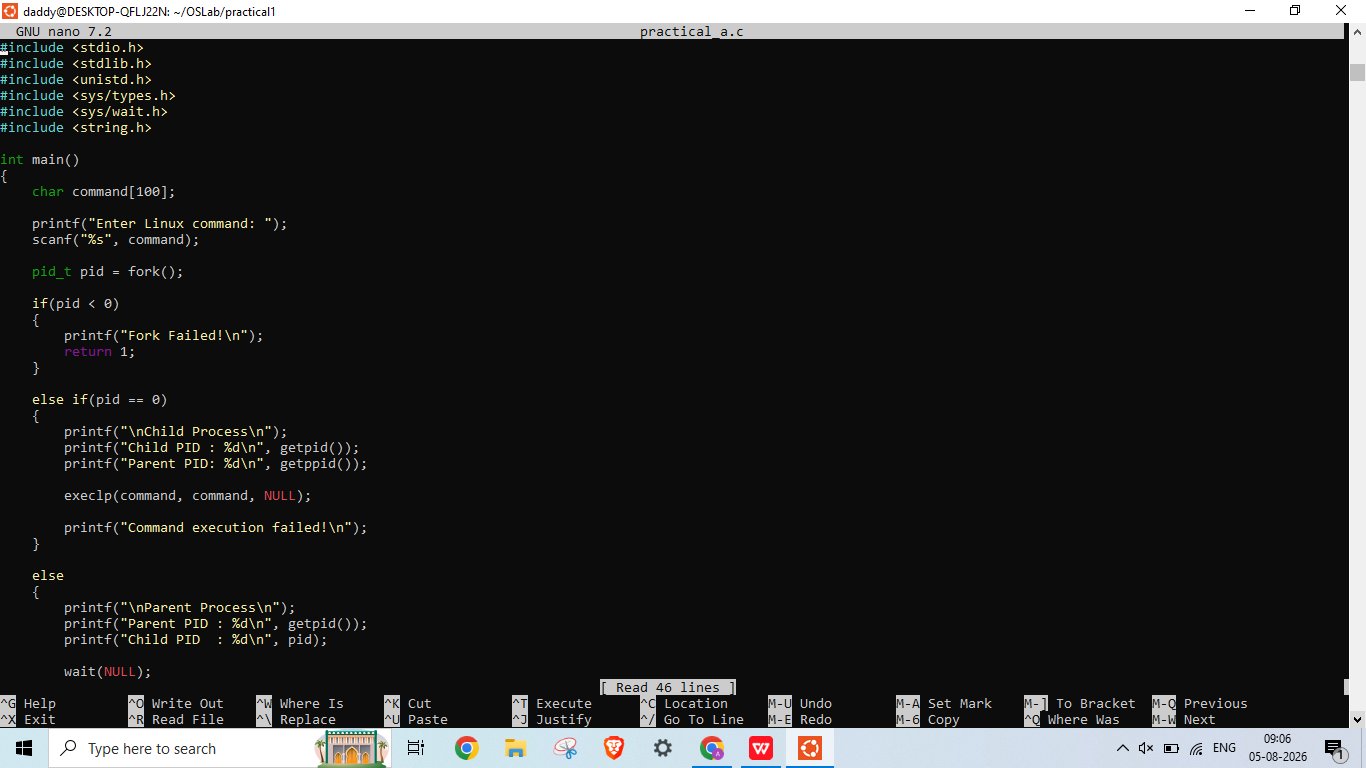 daddy@DESKTOP-QFLJ22N: ~/OSLab/practical1
GNU nano 7.2 practical_a.c
#include <stdio.h>
#include <stdlib.h>
#include <unistd.h>
#include <sys/types.h>
#include <sys/wait.h>
#include <string.h>
int main()
{
    char command[100];
    printf("Enter Linux command: ");
    scanf("%s", command);
    pid_t pid = fork();
    if(pid < 0)
    {
        printf("Fork Failed!\n");
        return 1;
    }
    else if(pid == 0)
    {
        printf("\nChild Process\n");
        printf("Child PID : %d\n", getpid());
        printf("Parent PID: %d\n", getppid());
        execlp(command, command, NULL);
        printf("Command execution failed!\n");
    }
    else
    {
        printf("\nParent Process\n");
        printf("Parent PID : %d\n", getpid());
        printf("Child PID  : %d\n", pid);
        wait(NULL);
[ Read 46 lines ]
^G Help ^O Write Out ^W Where Is ^K Cut ^T Execute ^C Location M-U Undo M-A Set Mark M-] To Bracket M-Q Previous
^X Exit ^R Read File ^\ Replace ^U Paste ^J Justify ^/ Go To Line M-E Redo M-6 Copy ^Q Where Was M-W Next
Type here to search
ENG
09:06
05-08-2026
1